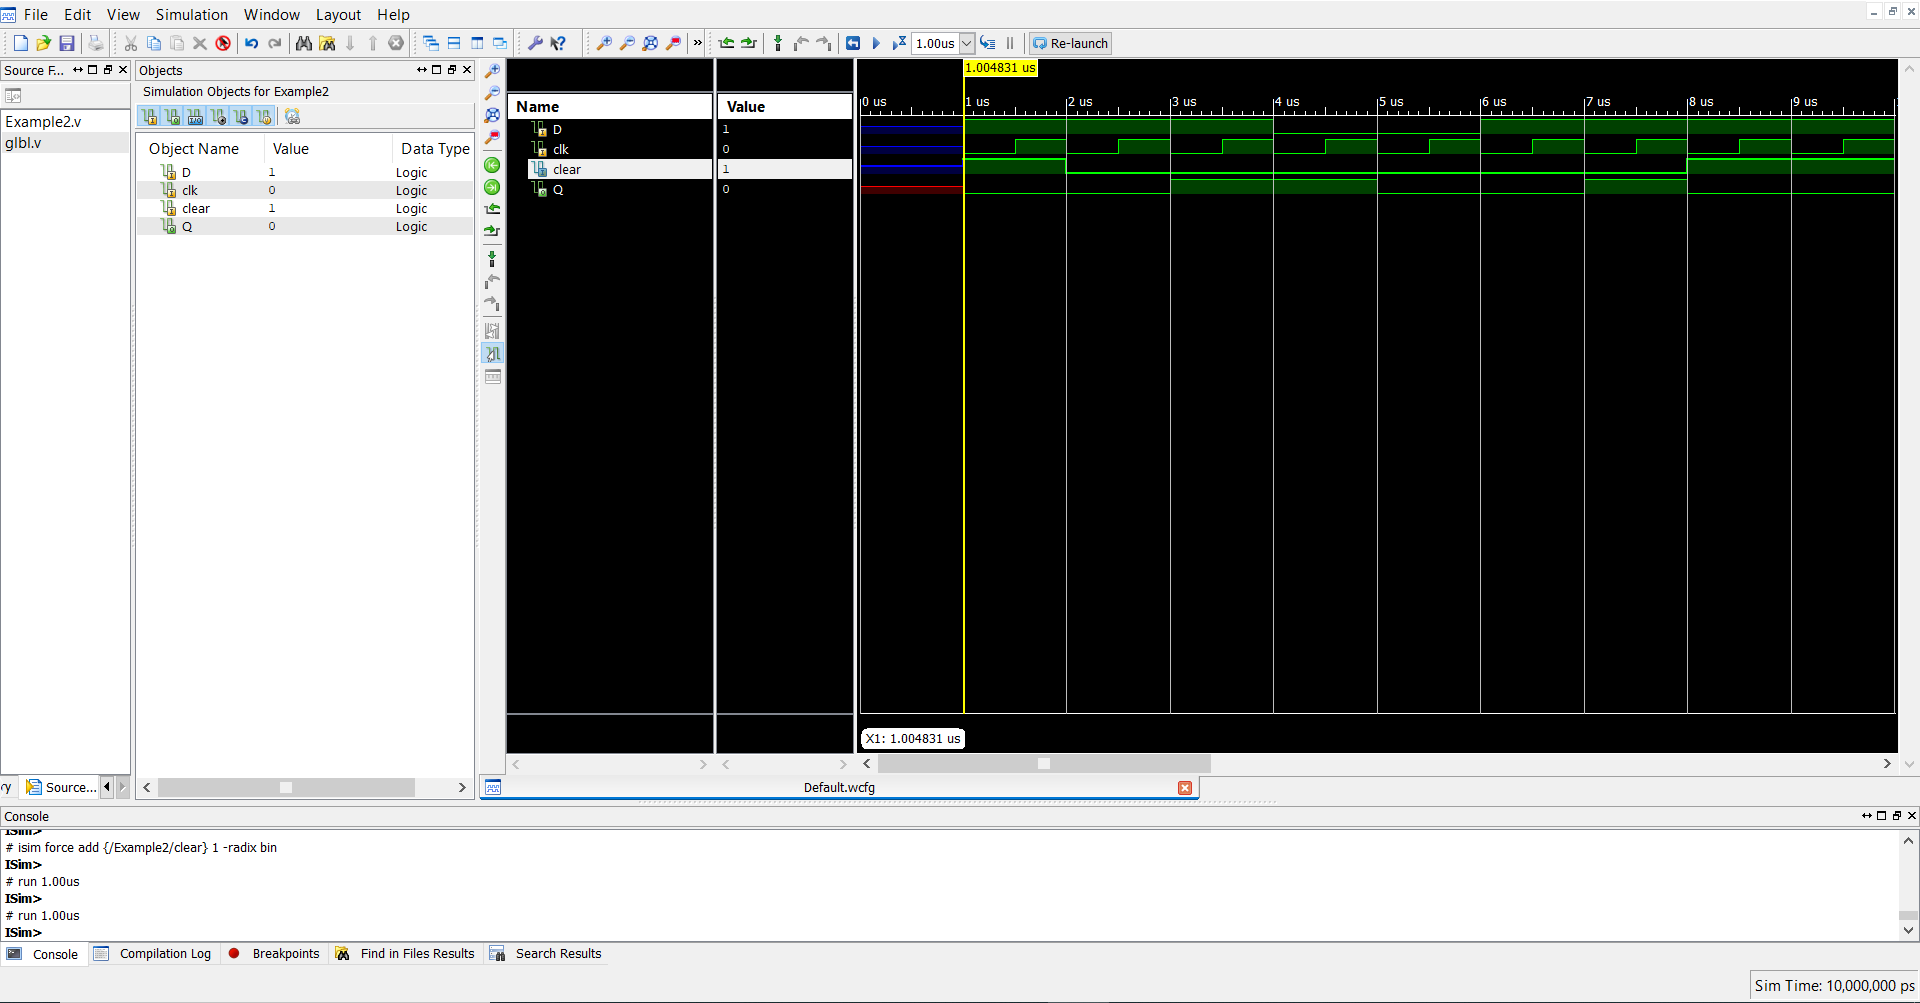 File Edit View Simulation Window Layout Help
1.00us Re-launch
Source F...
Example2.v
glbl.v
Source...
Objects
Simulation Objects for Example2
Object Name Value Data Type
D 1 Logic
clk 0 Logic
clear 1 Logic
Q 0 Logic
Name Value
D 1
clk 0
clear 1
Q 0
1.004831 us
0 us 1 us 2 us 3 us 4 us 5 us 6 us 7 us 8 us 9 us
X1: 1.004831 us
Default.wcfg
Console
ISim>
# isim force add {/Example2/clear} 1 -radix bin
ISim>
# run 1.00us
ISim>
# run 1.00us
ISim>
Console Compilation Log Breakpoints Find in Files Results Search Results
Sim Time: 10,000,000 ps